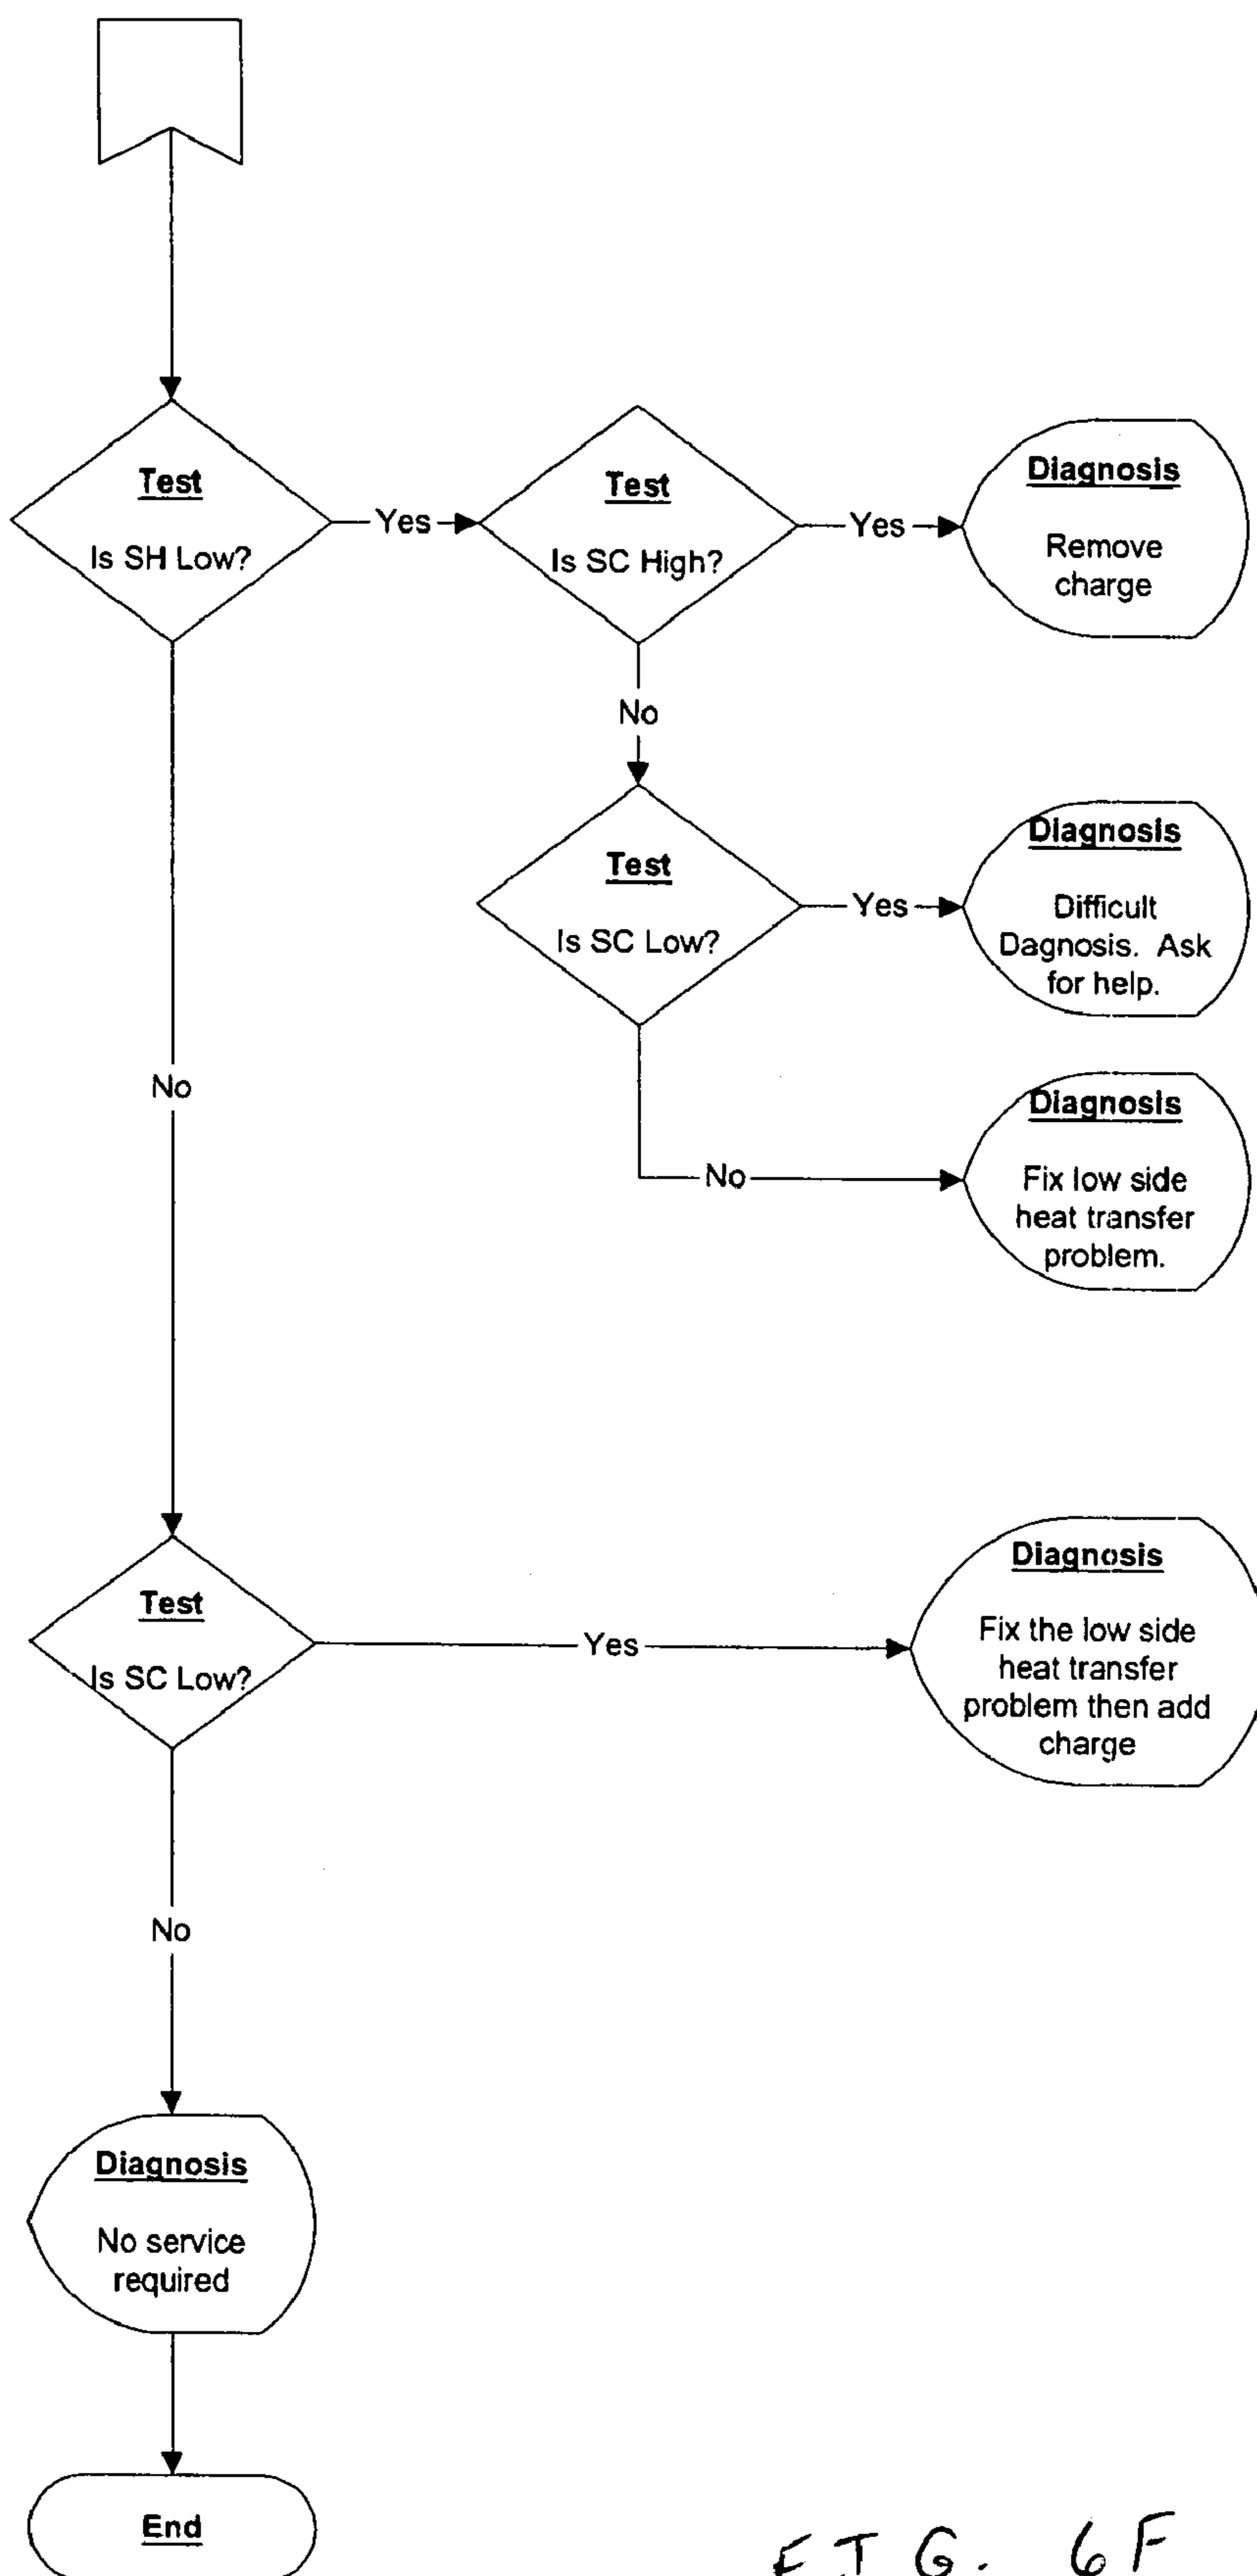 Test
Is SH Low?
Yes
Test
Is SC High?
Yes
Diagnosis
Remove
charge
No
Test
Is SC Low?
Yes
Diagnosis
Difficult
Dagnosis. Ask
for help.
No
Diagnosis
Fix low side
heat transfer
problem.
No
Test
Is SC Low?
Yes
Diagnosis
Fix the low side
heat transfer
problem then add
charge
No
Diagnosis
No service
required
End
FIG. 6F